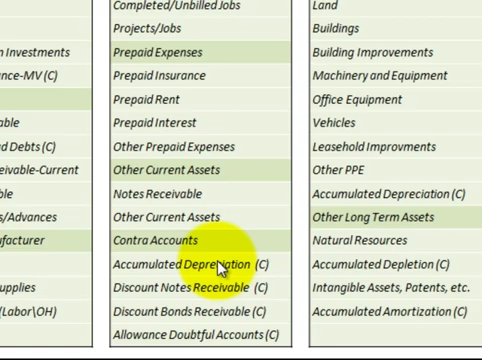 n Investments
ance-MV (C)
able
d Debts (C)
eivable-Current
ble
s/Advances
ufacturer
upplies
(Labor\OH)
Completed/Unbilled Jobs
Projects/Jobs
Prepaid Expenses
Prepaid Insurance
Prepaid Rent
Prepaid Interest
Other Prepaid Expenses
Other Current Assets
Notes Receivable
Other Current Assets
Contra Accounts
Accumulated Depreciation (C)
Discount Notes Receivable (C)
Discount Bonds Receivable (C)
Allowance Doubtful Accounts (C)
Land
Buildings
Building Improvements
Machinery and Equipment
Office Equipment
Vehicles
Leasehold Improvments
Other PPE
Accumulated Depreciation (C)
Other Long Term Assets
Natural Resources
Accumulated Depletion (C)
Intangible Assets, Patents, etc.
Accumulated Amortization (C)